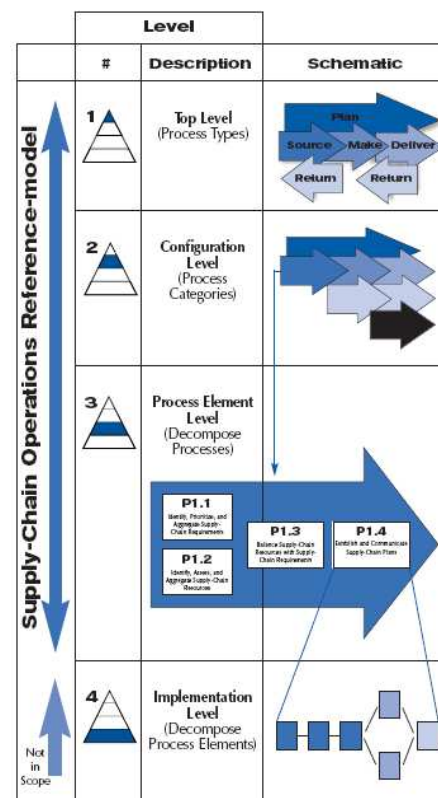 Level
#
Description
Schematic
Supply-Chain Operations Reference-model
1
Top Level
(Process Types)
Plan
Source
Make
Deliver
Return
Return
2
Configuration
Level
(Process
Categories)
3
Process Element
Level
(Decompose
Processes)
P1.1
Identify, Prioritize, and
Aggregate Supply-
Chain Requirements
P1.2
Identify, Assess, and
Aggregate Supply-Chain
Resources
P1.3
Balance Supply-Chain
Resources with Supply-
Chain Requirements
P1.4
Establish and Communicate
Supply-Chain Plans
Not
in
Scope
4
Implementation
Level
(Decompose
Process Elements)